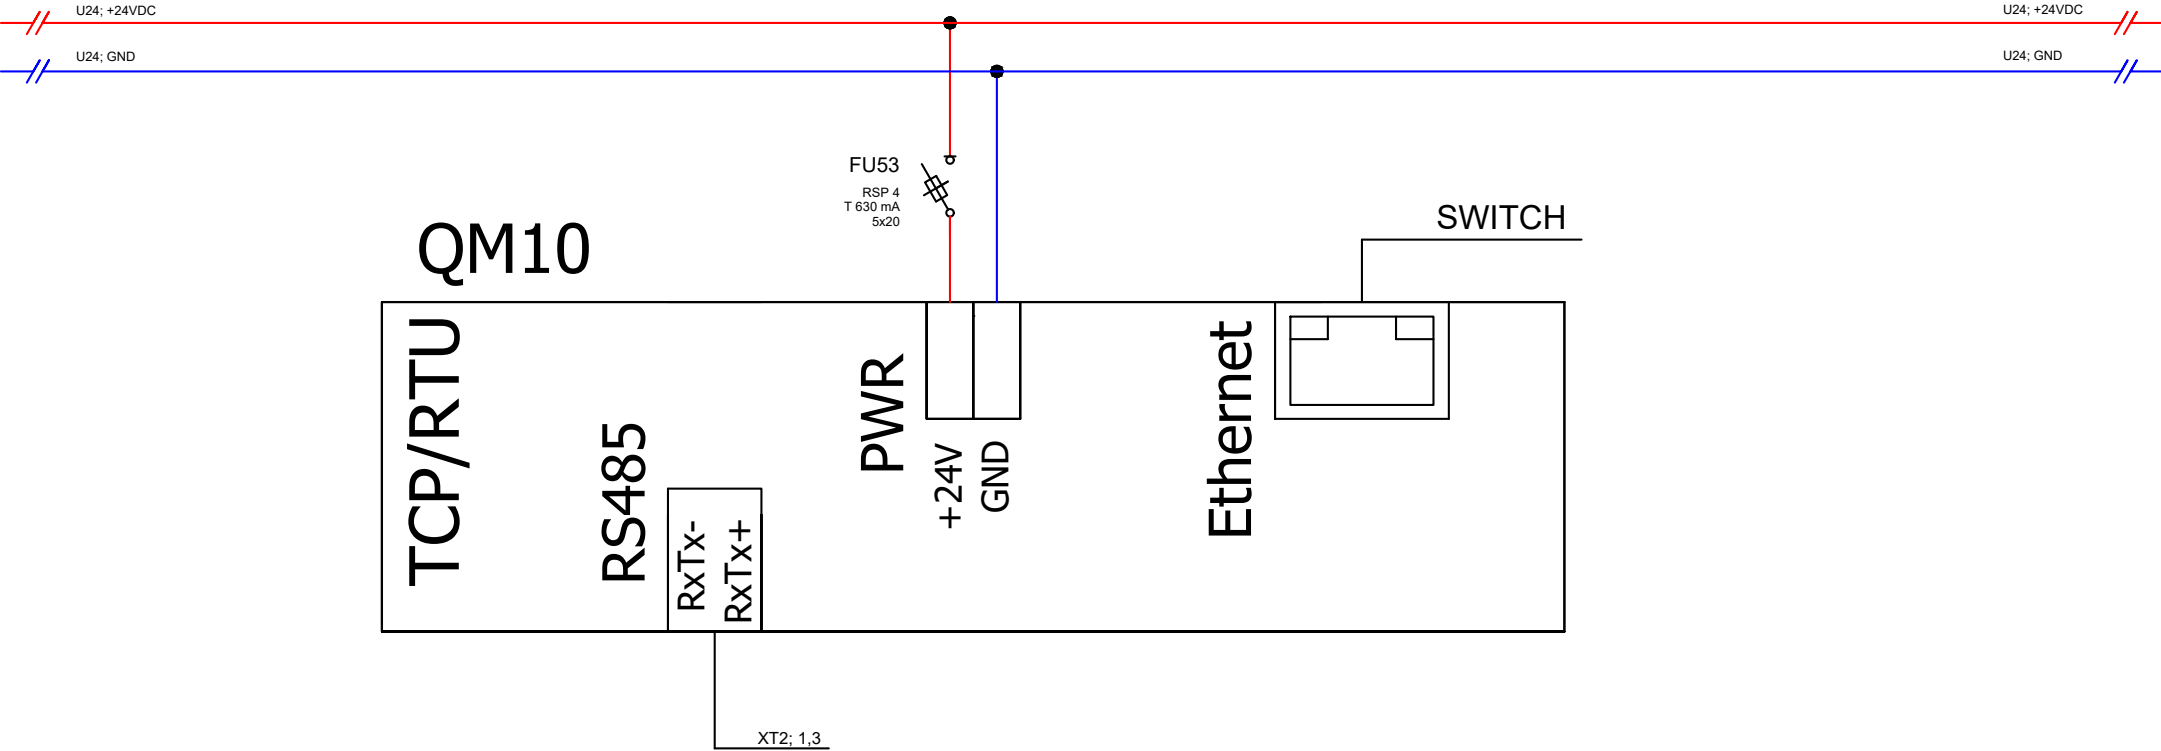 U24; +24VDC
U24; +24VDC
U24; GND
U24; GND
FU53
RSP 4
T 630 mA
5x20
QM10
SWITCH
TCP/RTU
RS485
RxTx-
RxTx+
PWR
+24V
GND
Ethernet
XT2; 1,3